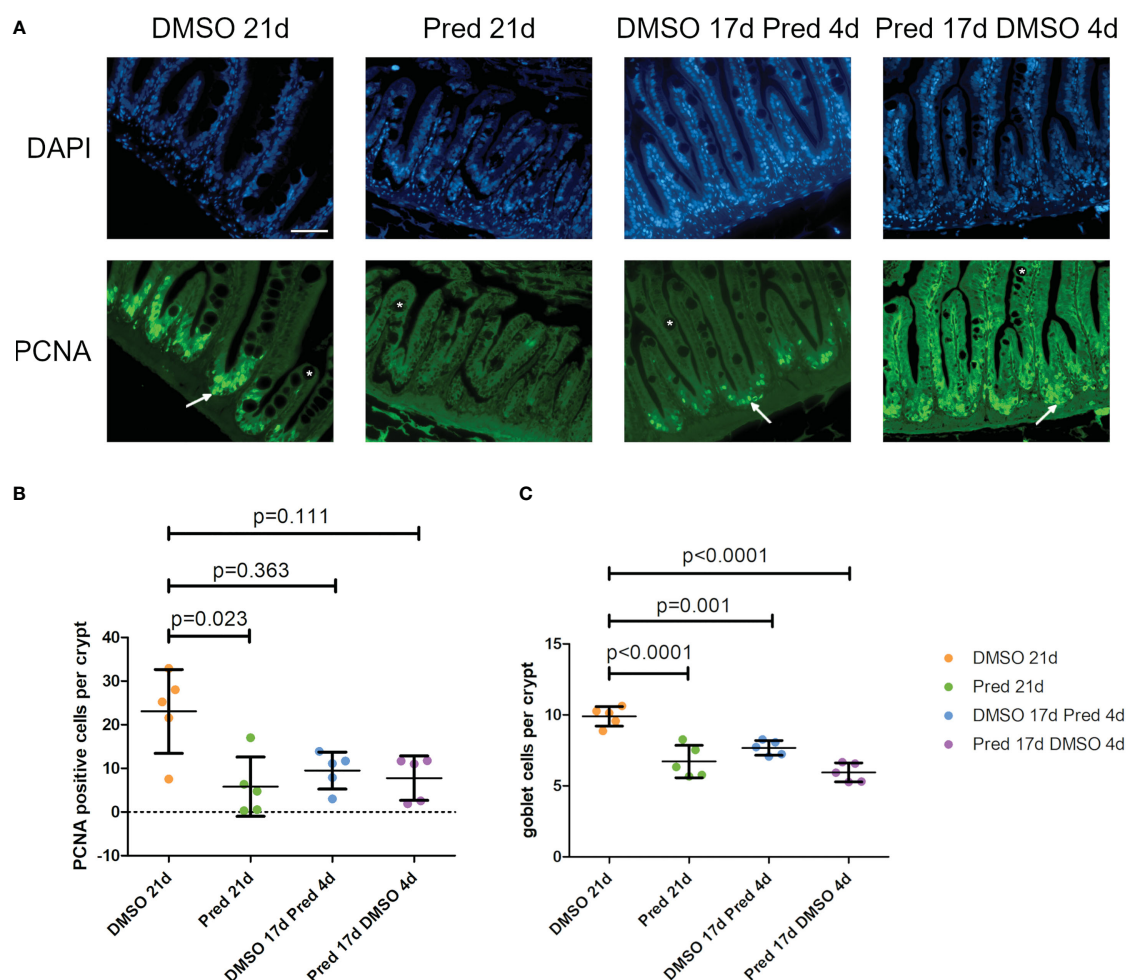 A
DMSO 21d
Pred 21d
DMSO 17d Pred 4d
Pred 17d DMSO 4d
DAPI
PCNA
*
*
*
*
B
p=0.111
p=0.363
p=0.023
PCNA positive cells per crypt
40
30
20
10
0
-10
DMSO 21d
Pred 21d
DMSO 17d Pred 4d
Pred 17d DMSO 4d
C
p<0.0001
p=0.001
p<0.0001
goblet cells per crypt
15
10
5
0
DMSO 21d
Pred 21d
DMSO 17d Pred 4d
Pred 17d DMSO 4d
DMSO 21d
Pred 21d
DMSO 17d Pred 4d
Pred 17d DMSO 4d